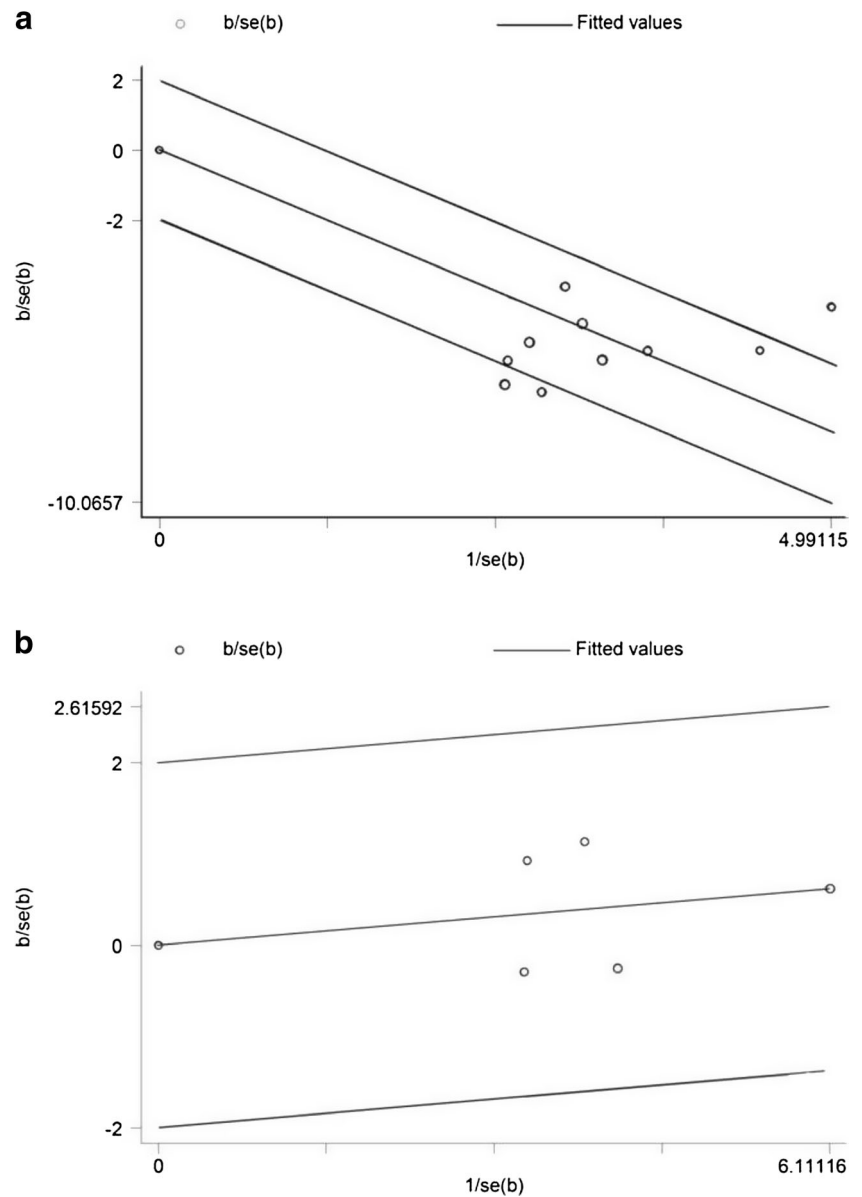 a
b/se(b) Fitted values
2
0
-2
-10.0657
b/se(b)
0 4.99115
1/se(b)
b
b/se(b) Fitted values
2.61592
2
0
-2
b/se(b)
0 6.11116
1/se(b)